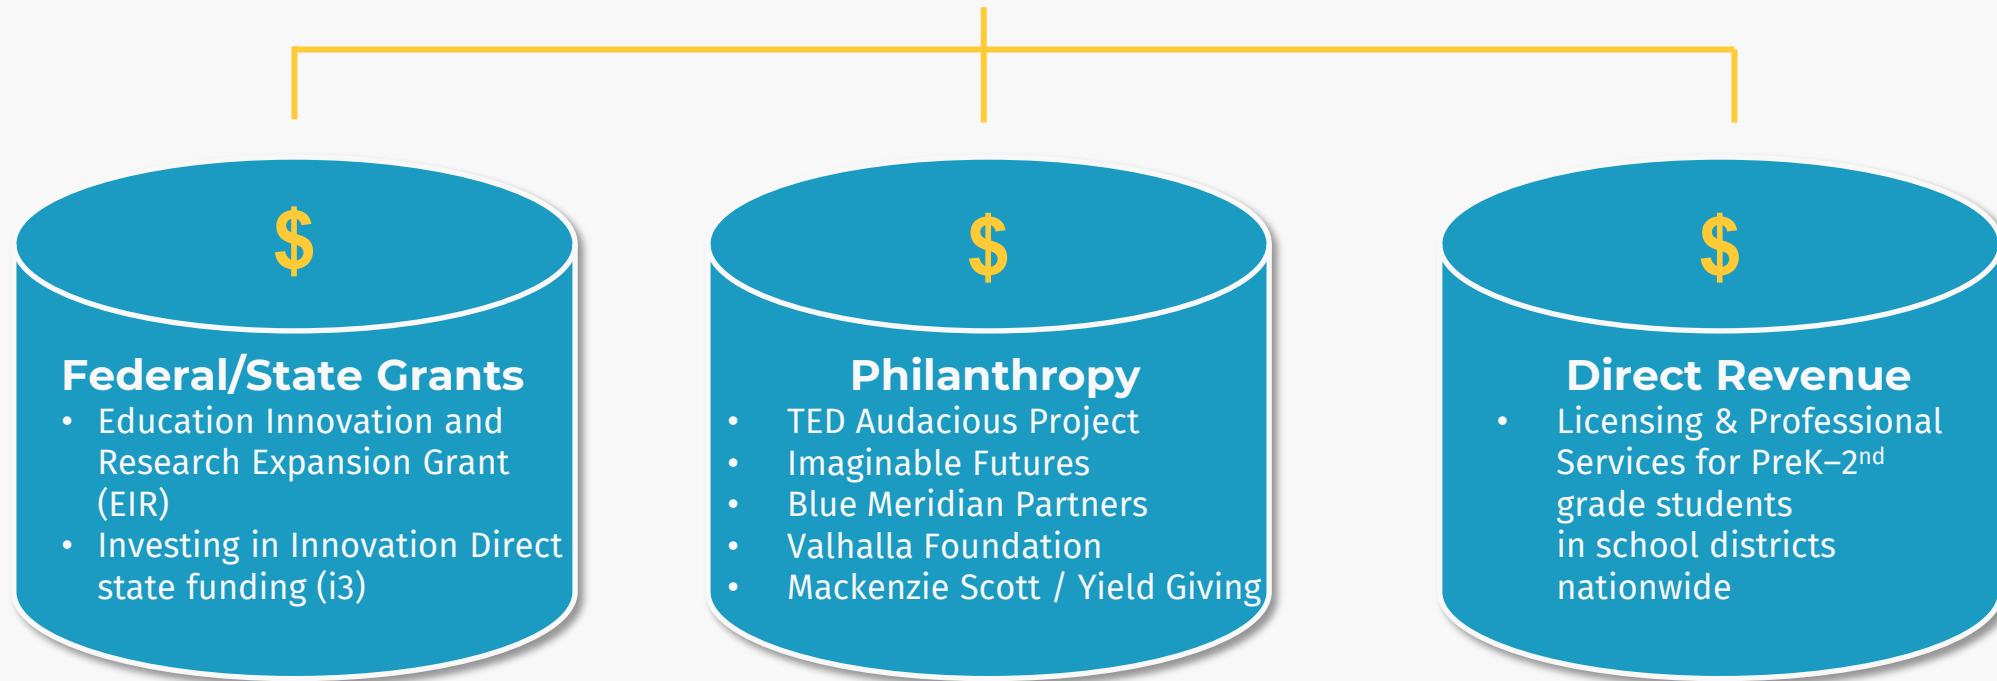 $
Federal/State Grants
• Education Innovation and
Research Expansion Grant
(EIR)
• Investing in Innovation Direct
state funding (i3)
$
Philanthropy
• TED Audacious Project
• Imaginable Futures
• Blue Meridian Partners
• Valhalla Foundation
• Mackenzie Scott / Yield Giving
$
Direct Revenue
• Licensing & Professional
Services for PreK–2nd
grade students
in school districts
nationwide